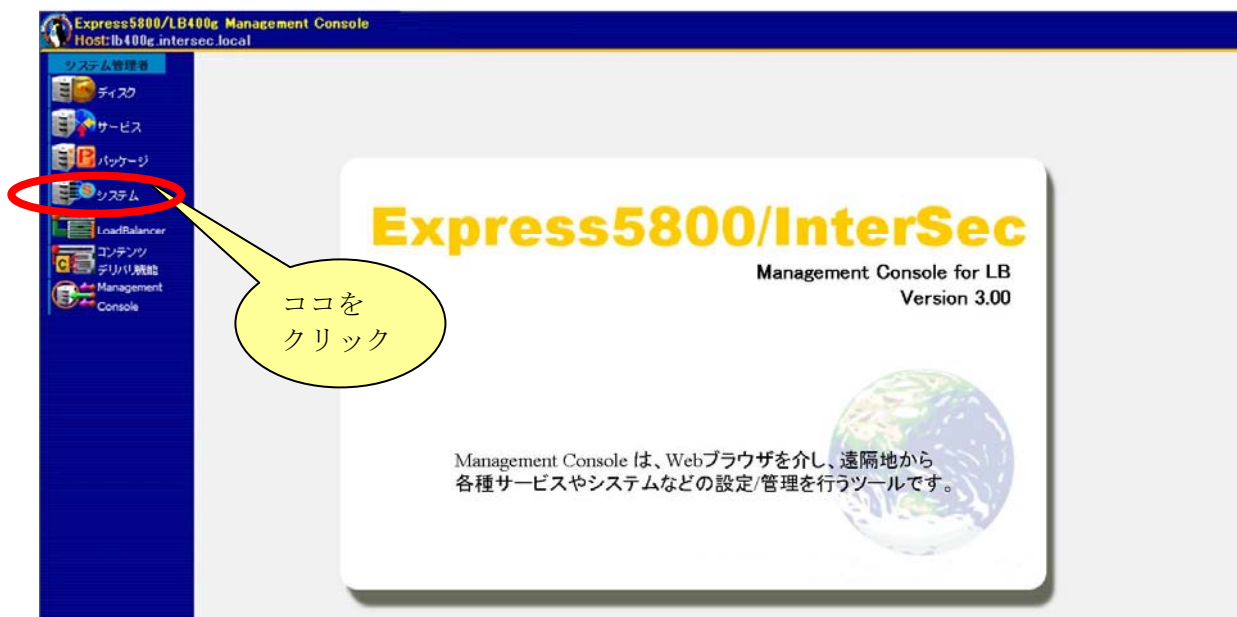 Express5800/LB400g Management Console
Host:lb400g.intersec.local
システム管理者
ディスク
サービス
パッケージ
システム
LoadBalancer
コンテンツ
デリバリ機能
Management
Console
ココを
クリック
Express5800/InterSec
Management Console for LB
Version 3.00
Management Console は、Webブラウザを介し、遠隔地から
各種サービスやシステムなどの設定/管理を行うツールです。